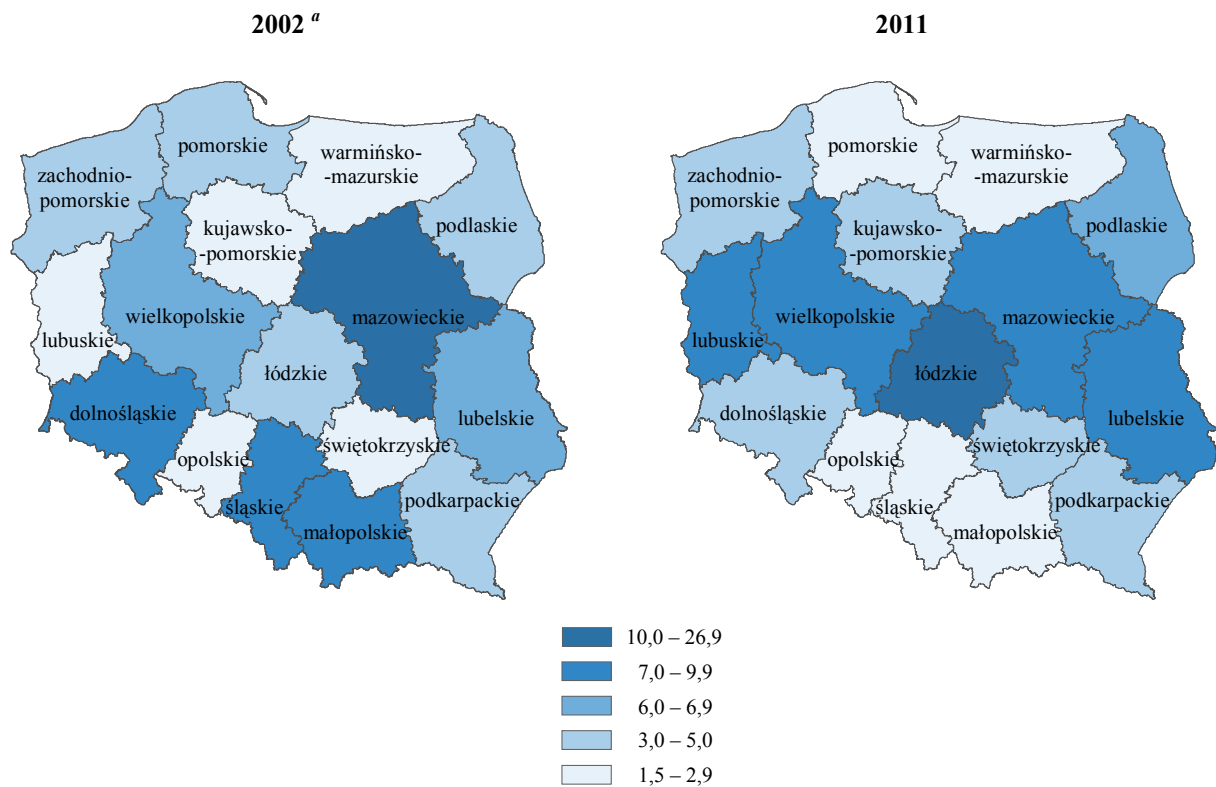 2002 a
2011
pomorskie
warmińsko-
-mazurskie
zachodnio-
pomorskie
podlaskie
kujawsko-
-pomorskie
mazowieckie
wielkopolskie
lubuskie
łódzkie
dolnośląskie
lubelskie
opolskie
świętokrzyskie
śląskie
podkarpackie
małopolskie
pomorskie
warmińsko-
-mazurskie
zachodnio-
pomorskie
podlaskie
kujawsko-
-pomorskie
mazowieckie
wielkopolskie
lubuskie
łódzkie
dolnośląskie
lubelskie
opolskie
świętokrzyskie
śląskie
podkarpackie
małopolskie
10,0 – 26,9
7,0 – 9,9
6,0 – 6,9
3,0 – 5,0
1,5 – 2,9